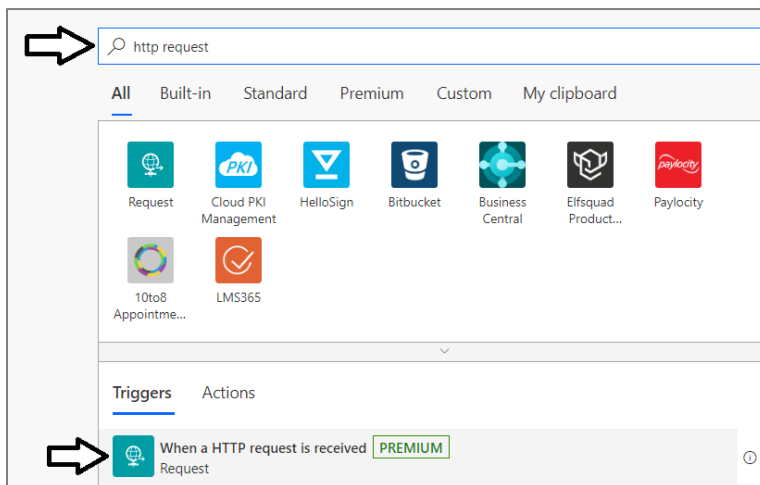 http request
All Built-in Standard Premium Custom My clipboard
PKI
paylocity
Request Cloud PKI HelloSign Bitbucket Business Elfsquad Paylocity
Management Central Product...
10to8 LMS365
Appointme...
Triggers Actions
When a HTTP request is received PREMIUM
Request